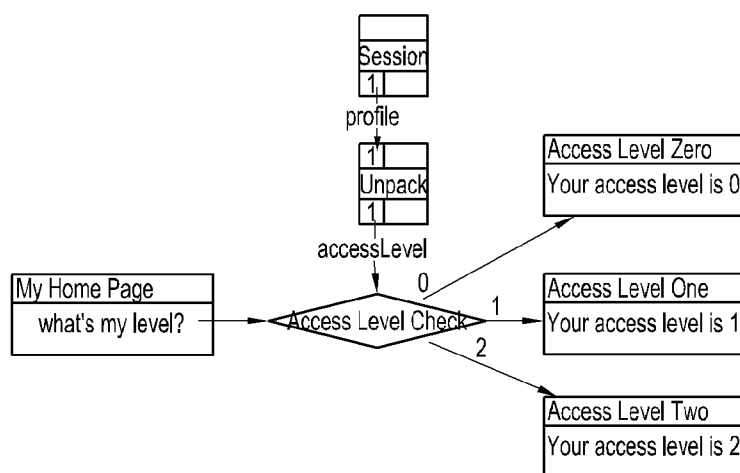 Session
1
profile
1
Unpack
1
accessLevel
My Home Page
what's my level?
Access Level Check
0
1
2
Access Level Zero
Your access level is 0
Access Level One
Your access level is 1
Access Level Two
Your access level is 2